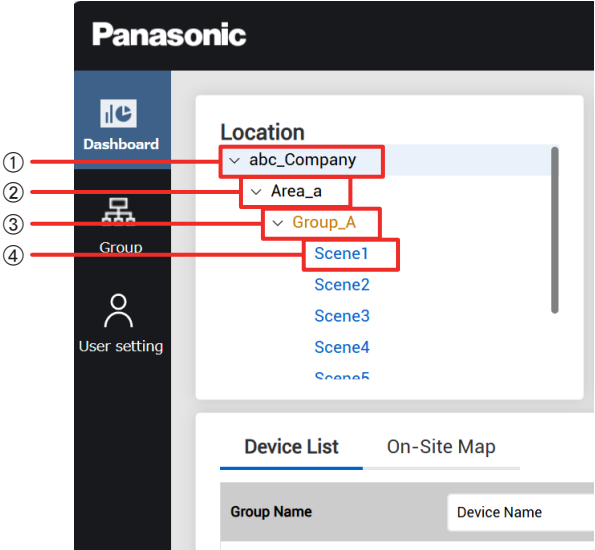 Panasonic
Dashboard
Group
User setting
Location
① abc_Company
② Area_a
③ Group_A
④ Scene1
Scene2
Scene3
Scene4
Scene5
Device List On-Site Map
Group Name Device Name